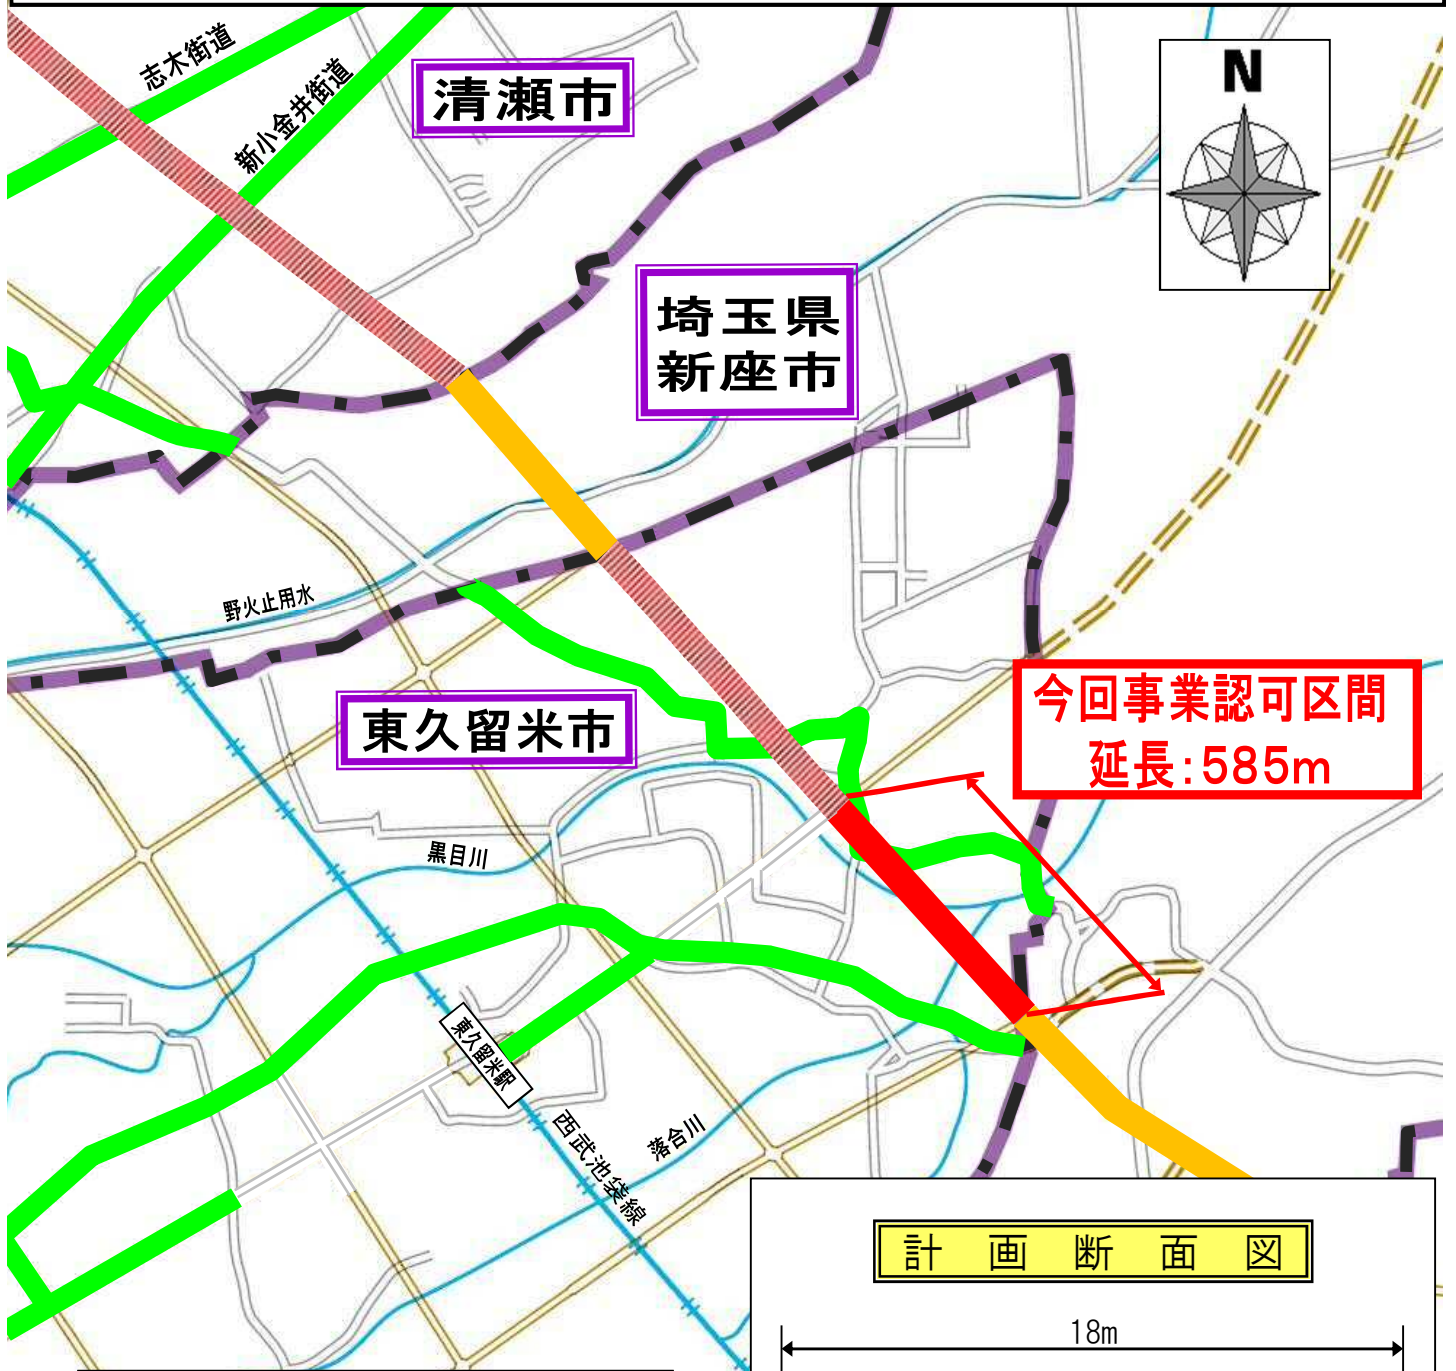 志木街道
新小金井街道
清瀬市
N
埼玉県
新座市
野火止用水
東久留米市
今回事業認可区間
延長:585m
黒目川
東久留米駅
西武池袋線
落合川
計画断面図
18m